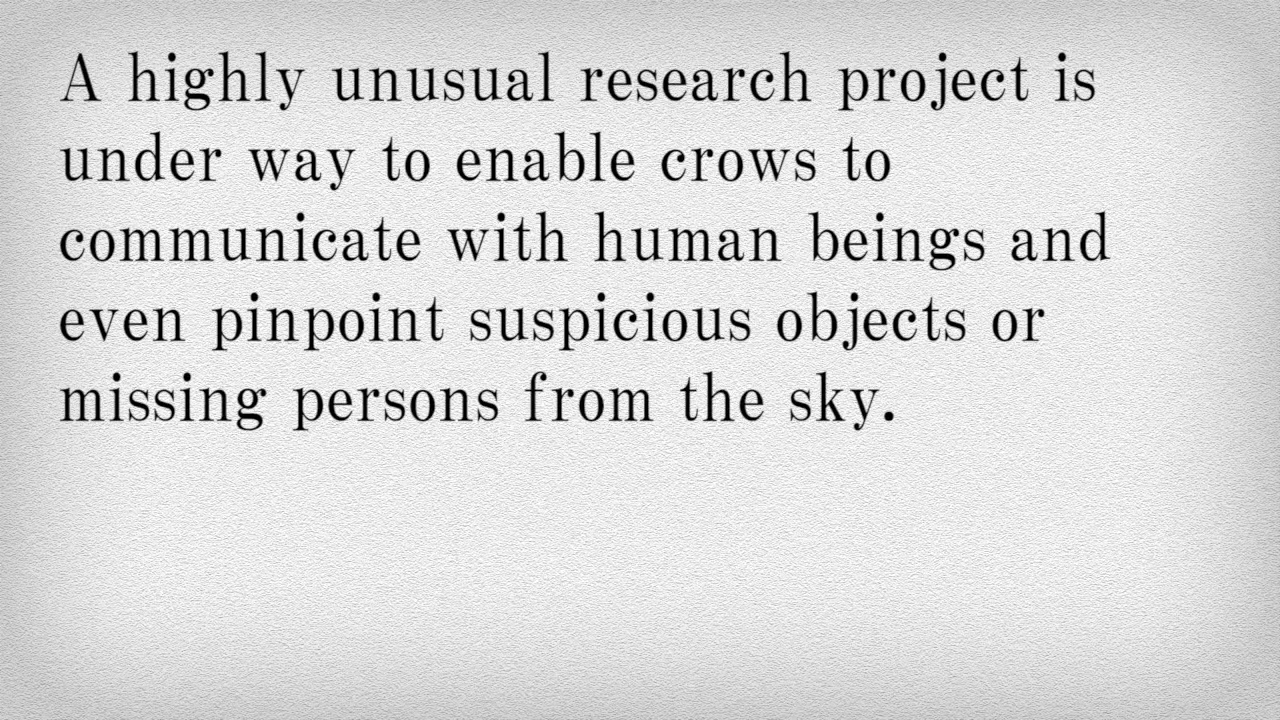 A highly unusual research project is
under way to enable crows to
communicate with human beings and
even pinpoint suspicious objects or
missing persons from the sky.